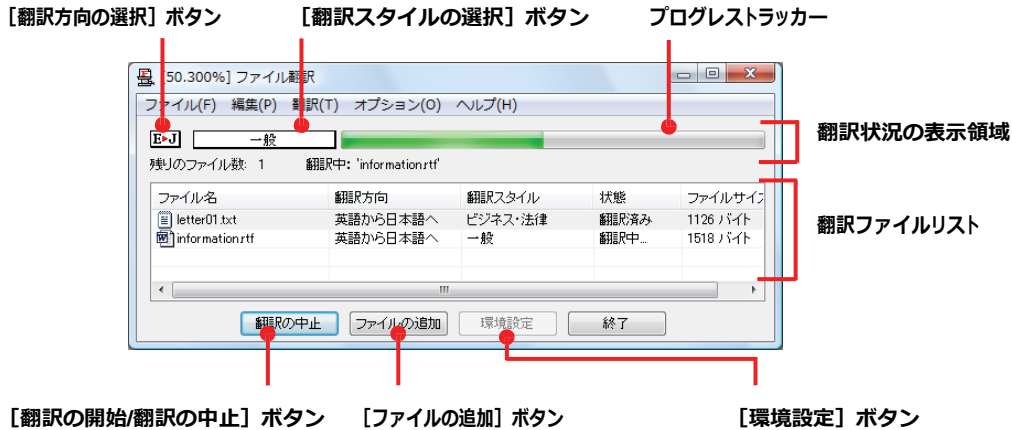 ［翻訳方向の選択］ボタン ［翻訳スタイルの選択］ボタン プログレストラッカー
[50.300%] ファイル翻訳
ファイル(F) 編集(P) 翻訳(T) オプション(O) ヘルプ(H)
E▸J 一般
翻訳状況の表示領域
残りのファイル数: 1 翻訳中: 'information.rtf'
ファイル名 翻訳方向 翻訳スタイル 状態 ファイルサイズ
letter01.txt 英語から日本語へ ビジネス・法律 翻訳済み 1126 バイト
翻訳ファイルリスト
information.rtf 英語から日本語へ 一般 翻訳中... 1518 バイト
翻訳の中止 ファイルの追加 環境設定 終了
［翻訳の開始/翻訳の中止］ボタン ［ファイルの追加］ボタン ［環境設定］ボタン